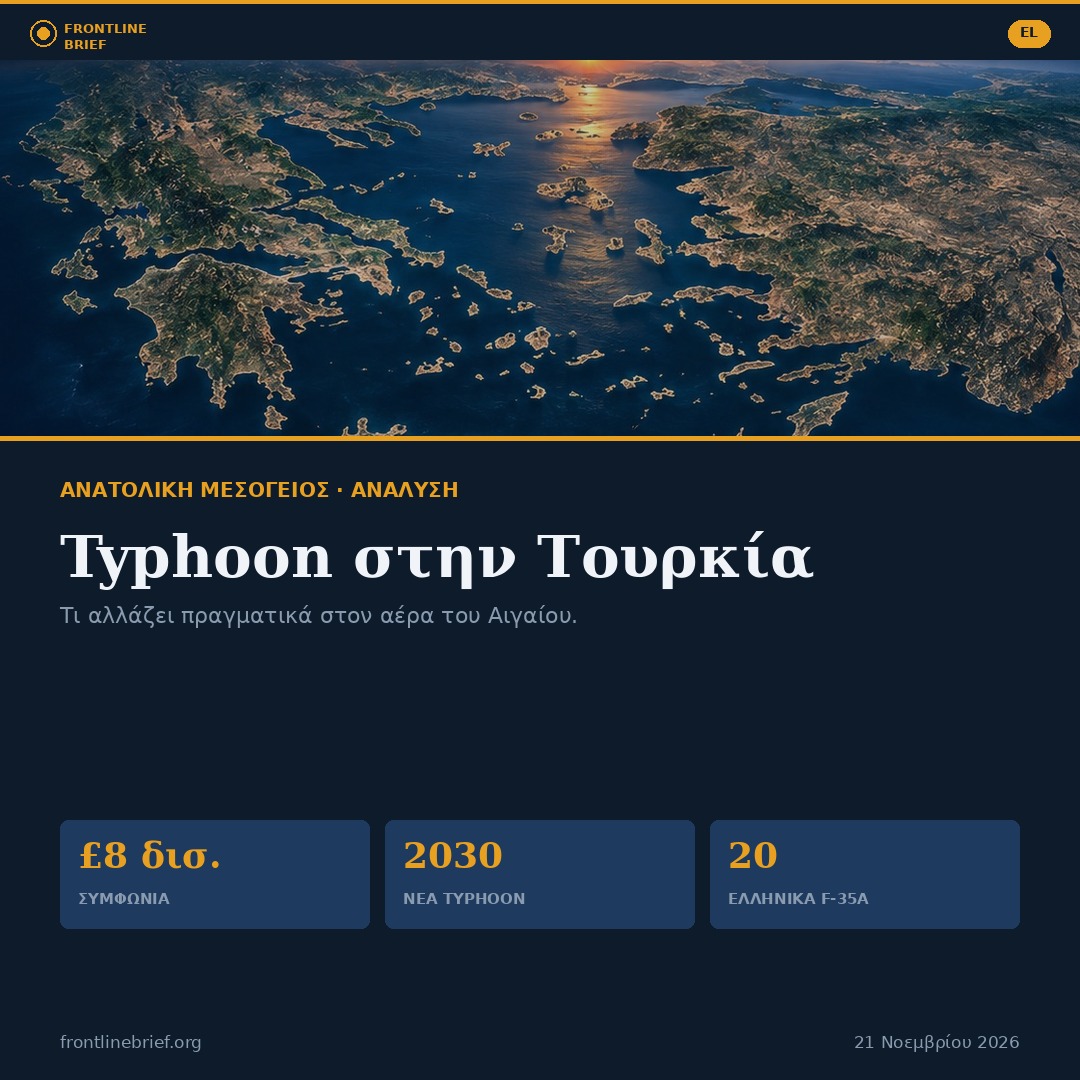 FRONTLINE
BRIEF
EL
ΑΝΑΤΟΛΙΚΗ ΜΕΣΟΓΕΙΟΣ · ΑΝΑΛΥΣΗ
Typhoon στην Τουρκία
Τι αλλάζει πραγματικά στον αέρα του Αιγαίου.
£8 δισ.
ΣΥΜΦΩΝΙΑ
2030
ΝΕΑ TYPHOON
20
ΕΛΛΗΝΙΚΑ F-35A
frontlinebrief.org
21 Νοεμβρίου 2026